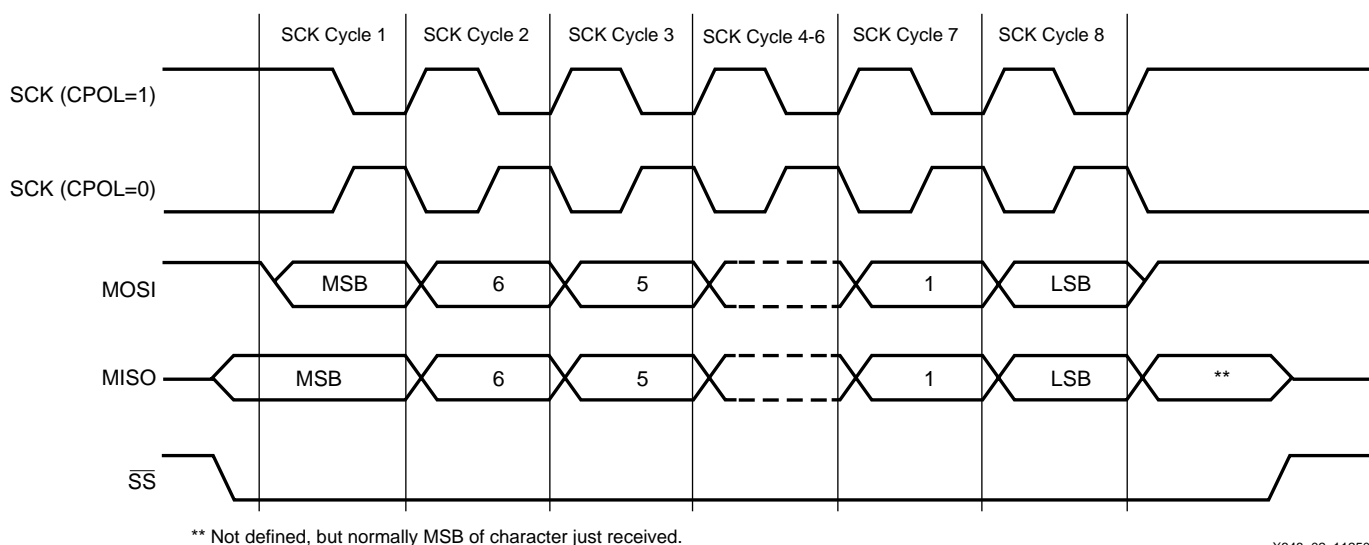 SCK Cycle 1 SCK Cycle 2 SCK Cycle 3 SCK Cycle 4-6 SCK Cycle 7 SCK Cycle 8
SCK (CPOL=1)
SCK (CPOL=0)
MOSI MSB 6 5 1 LSB
MISO MSB 6 5 1 LSB **
SS
** Not defined, but normally MSB of character just received.